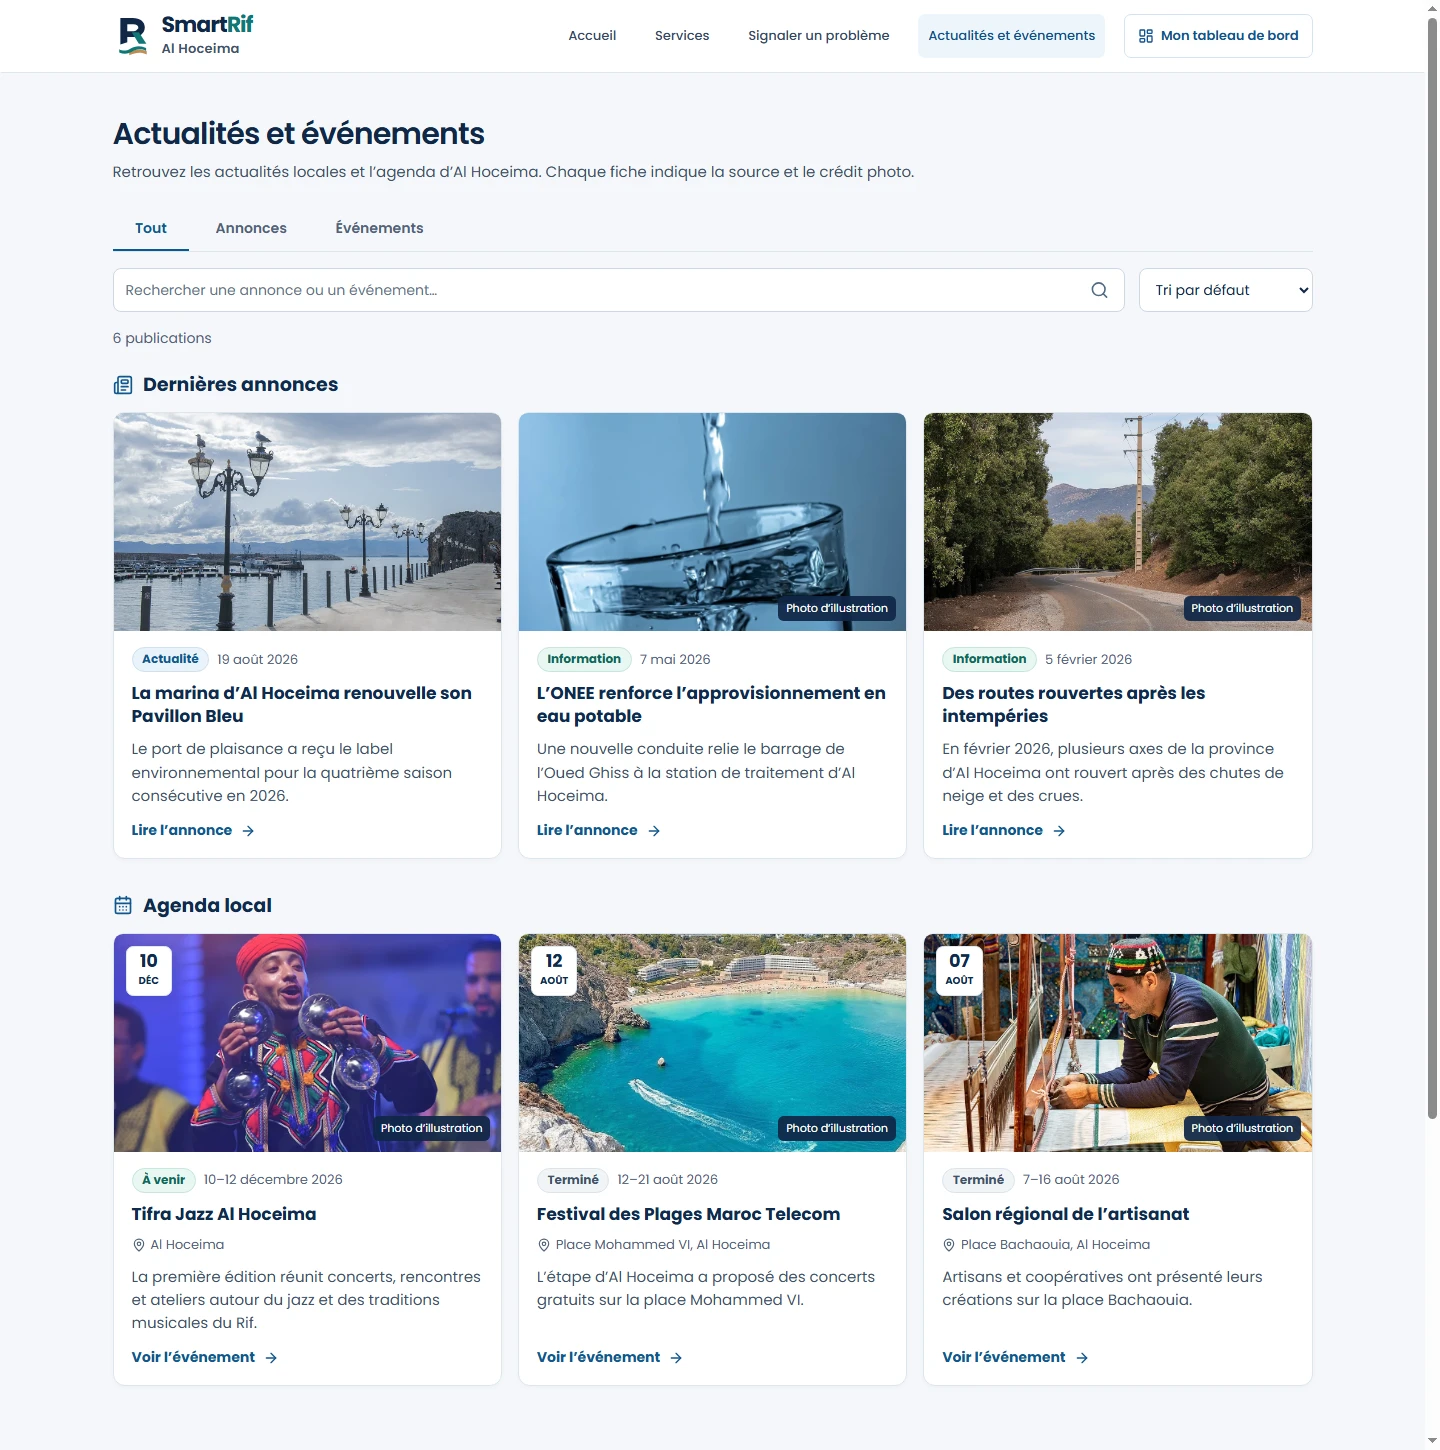 SmartRif
Al Hoceima
Accueil
Services
Signaler un problème
Actualités et événements
Mon tableau de bord
Actualités et événements
Retrouvez les actualités locales et l’agenda d’Al Hoceima. Chaque fiche indique la source et le crédit photo.
Tout
Annonces
Événements
Rechercher une annonce ou un événement…
Tri par défaut
6 publications
Dernières annonces
Actualité
19 août 2026
La marina d’Al Hoceima renouvelle son
Pavillon Bleu
Le port de plaisance a reçu le label
environnemental pour la quatrième saison
consécutive en 2026.
Lire l’annonce
Photo d’illustration
Information
7 mai 2026
L’ONEE renforce l’approvisionnement en
eau potable
Une nouvelle conduite relie le barrage de
l’Oued Ghiss à la station de traitement d’Al
Hoceima.
Lire l’annonce
Photo d’illustration
Information
5 février 2026
Des routes rouvertes après les
intempéries
En février 2026, plusieurs axes de la province
d’Al Hoceima ont rouvert après des chutes de
neige et des crues.
Lire l’annonce
Agenda local
10
DÉC
Photo d’illustration
À venir
10–12 décembre 2026
Tifra Jazz Al Hoceima
Al Hoceima
La première édition réunit concerts, rencontres
et ateliers autour du jazz et des traditions
musicales du Rif.
Voir l’événement
12
AOÛT
Photo d’illustration
Terminé
12–21 août 2026
Festival des Plages Maroc Telecom
Place Mohammed VI, Al Hoceima
L’étape d’Al Hoceima a proposé des concerts
gratuits sur la place Mohammed VI.
Voir l’événement
07
AOÛT
Photo d’illustration
Terminé
7–16 août 2026
Salon régional de l’artisanat
Place Bachaouia, Al Hoceima
Artisans et coopératives ont présenté leurs
créations sur la place Bachaouia.
Voir l’événement